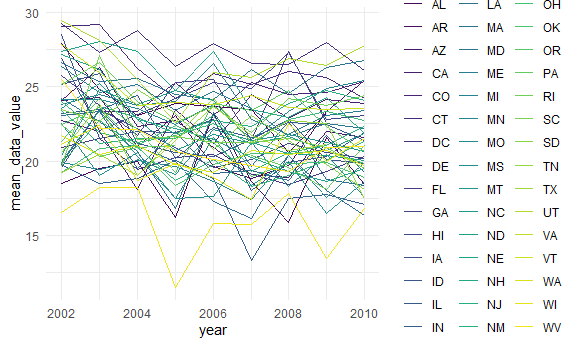 30
25
20
15
mean_data_value
2002
2004
2006
2008
2010
year
AL LA OH
AR MA OK
AZ MD OR
CA ME PA
CO MI RI
CT MN SC
DC MO SD
DE MS TN
FL MT TX
GA NC UT
HI ND VA
IA NE VT
ID NH WA
IL NJ WI
IN NM WV